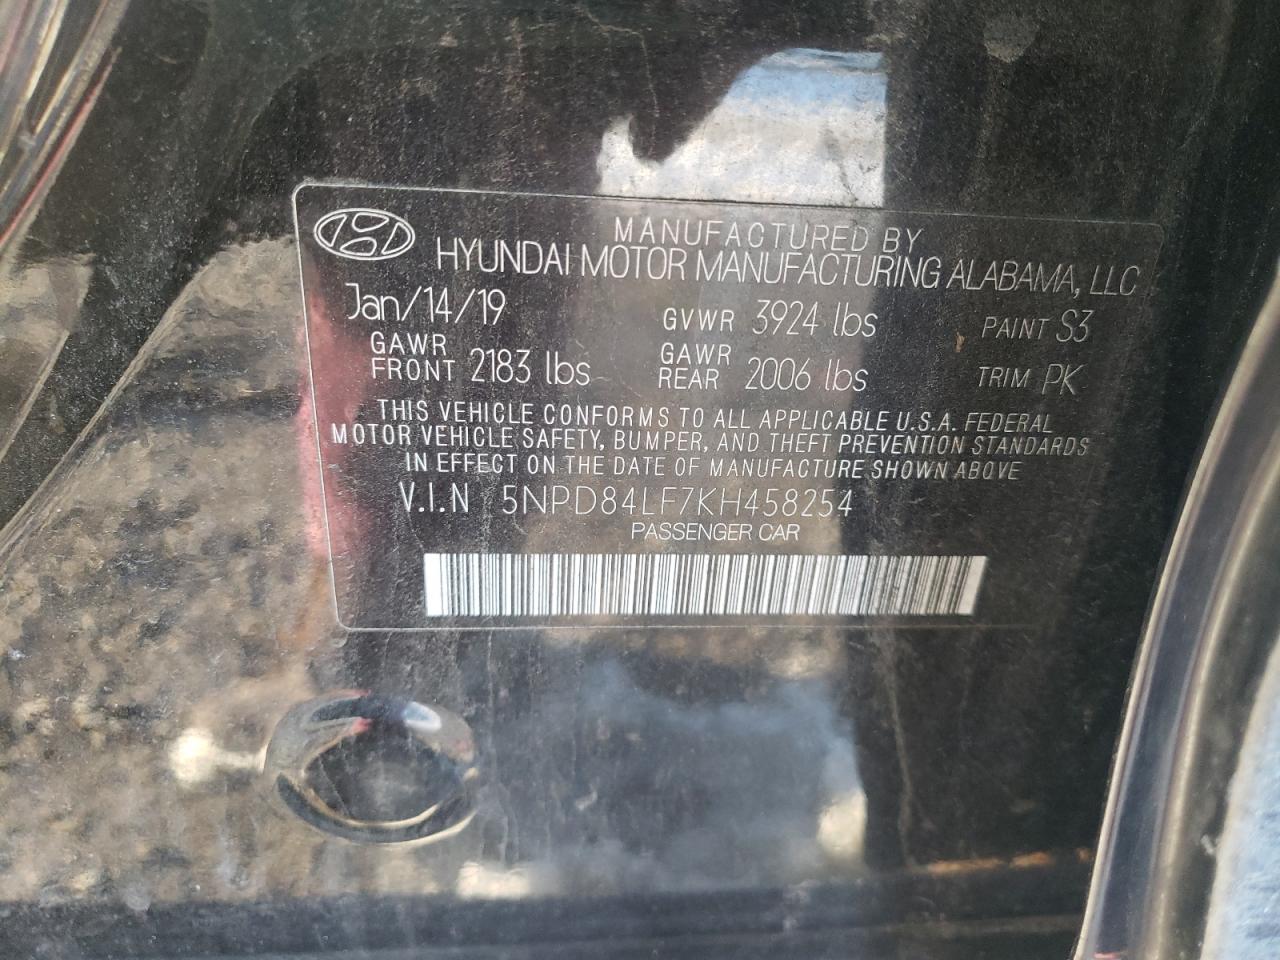 MANUFACTURED BY
HYUNDAI MOTOR MANUFACTURING ALABAMA, LLC
Jan/14/19 GVWR 3924 lbs PAINT S3
GAWR FRONT 2183 lbs GAWR REAR 2006 lbs TRIM PK
THIS VEHICLE CONFORMS TO ALL APPLICABLE U.S.A. FEDERAL
MOTOR VEHICLE SAFETY, BUMPER, AND THEFT PREVENTION STANDARDS
IN EFFECT ON THE DATE OF MANUFACTURE SHOWN ABOVE
V.I.N 5NPD84LF7KH458254
PASSENGER CAR